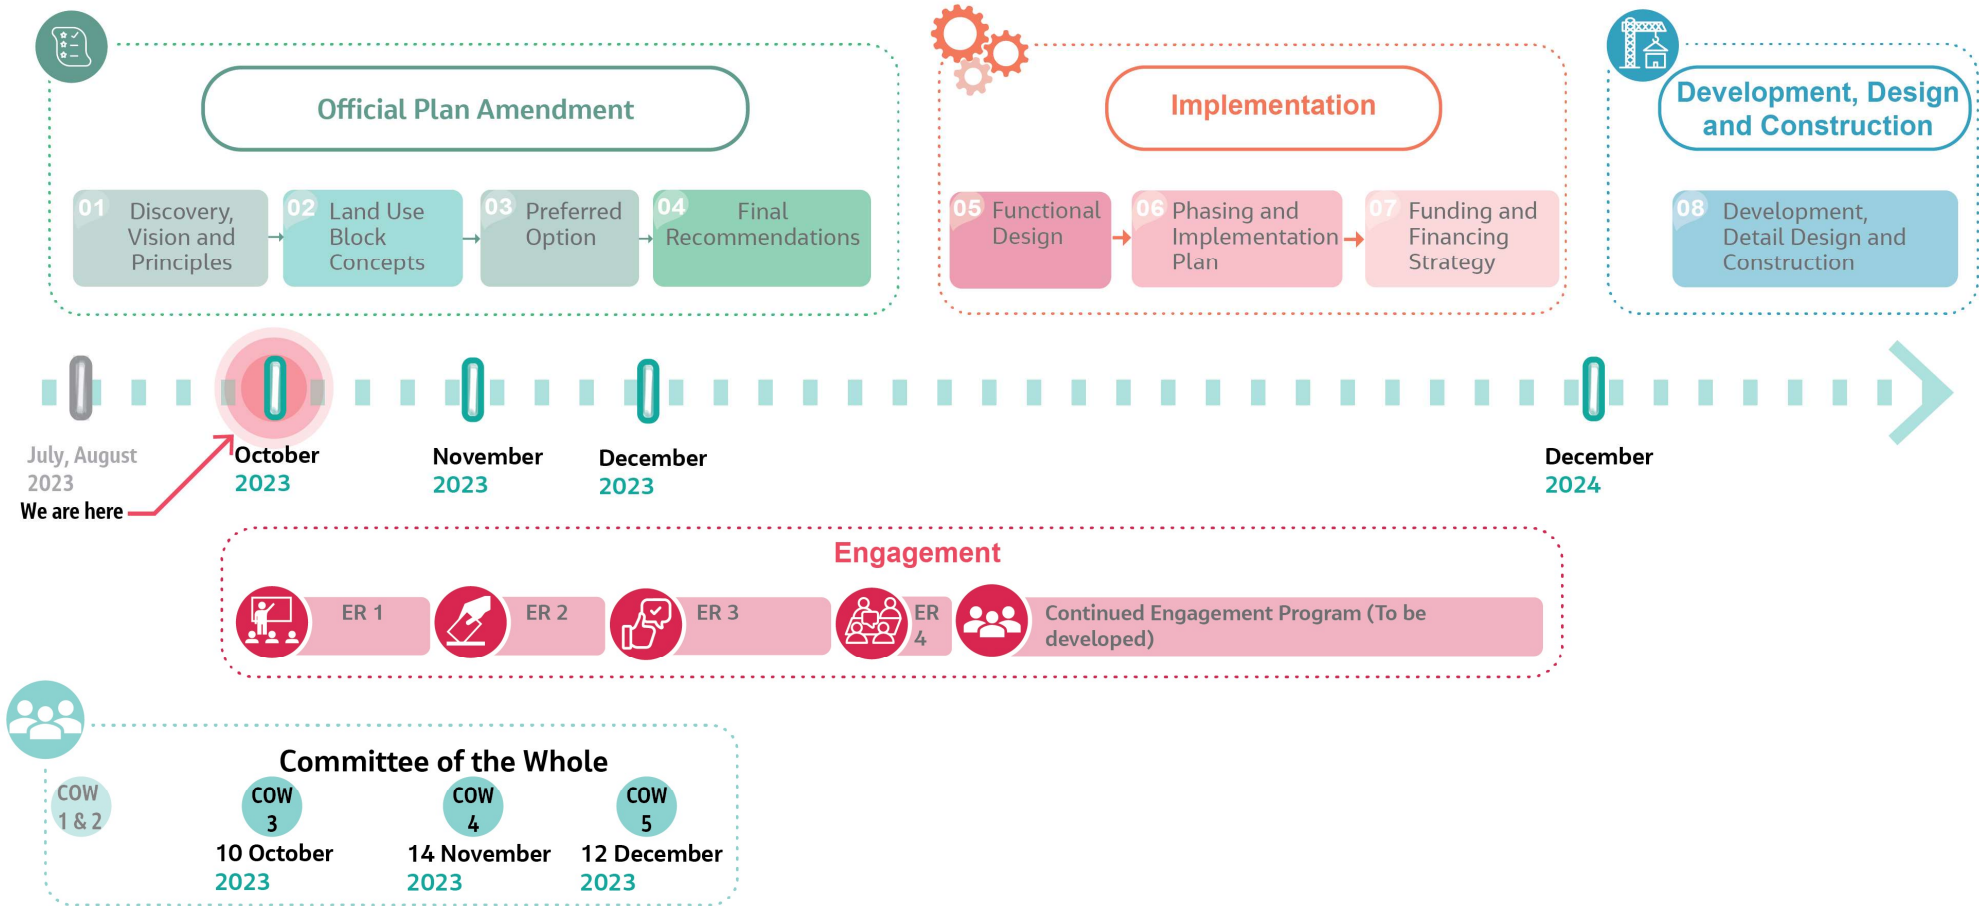 Official Plan Amendment
Implementation
Development, Design
and Construction
01 Discovery,
Vision and
Principles
02 Land Use
Block
Concepts
03 Preferred
Option
04 Final
Recommendations
05 Functional
Design
06 Phasing and
Implementation
Plan
07 Funding and
Financing
Strategy
08 Development,
Detail Design and
Construction
July, August
2023
We are here
October
2023
November
2023
December
2023
December
2024
Engagement
ER 1
ER 2
ER 3
ER
4
Continued Engagement Program (To be
developed)
Committee of the Whole
COW
1 & 2
COW
3
10 October
2023
COW
4
14 November
2023
COW
5
12 December
2023